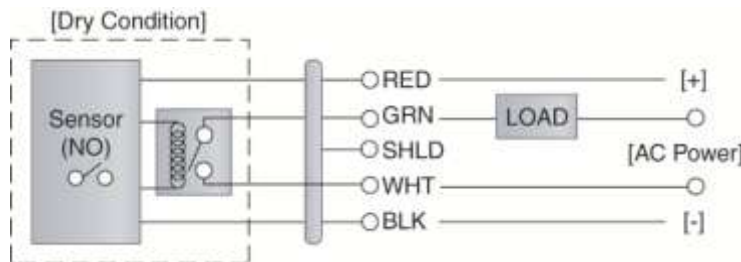 [Dry Condition]
RED
[+]
Sensor
(NO)
GRN
LOAD
SHLD
[AC Power]
WHT
BLK
[-]